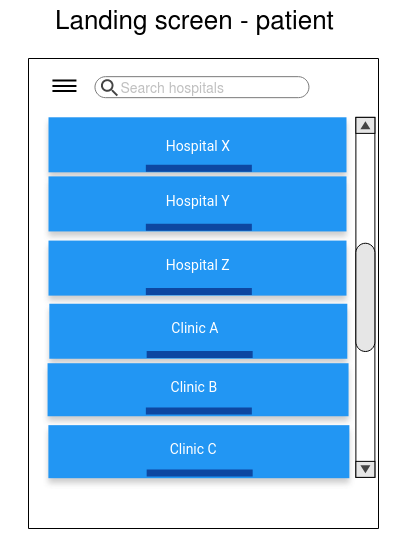 Landing screen - patient
Search hospitals
Hospital X
Hospital Y
Hospital Z
Clinic A
Clinic B
Clinic C